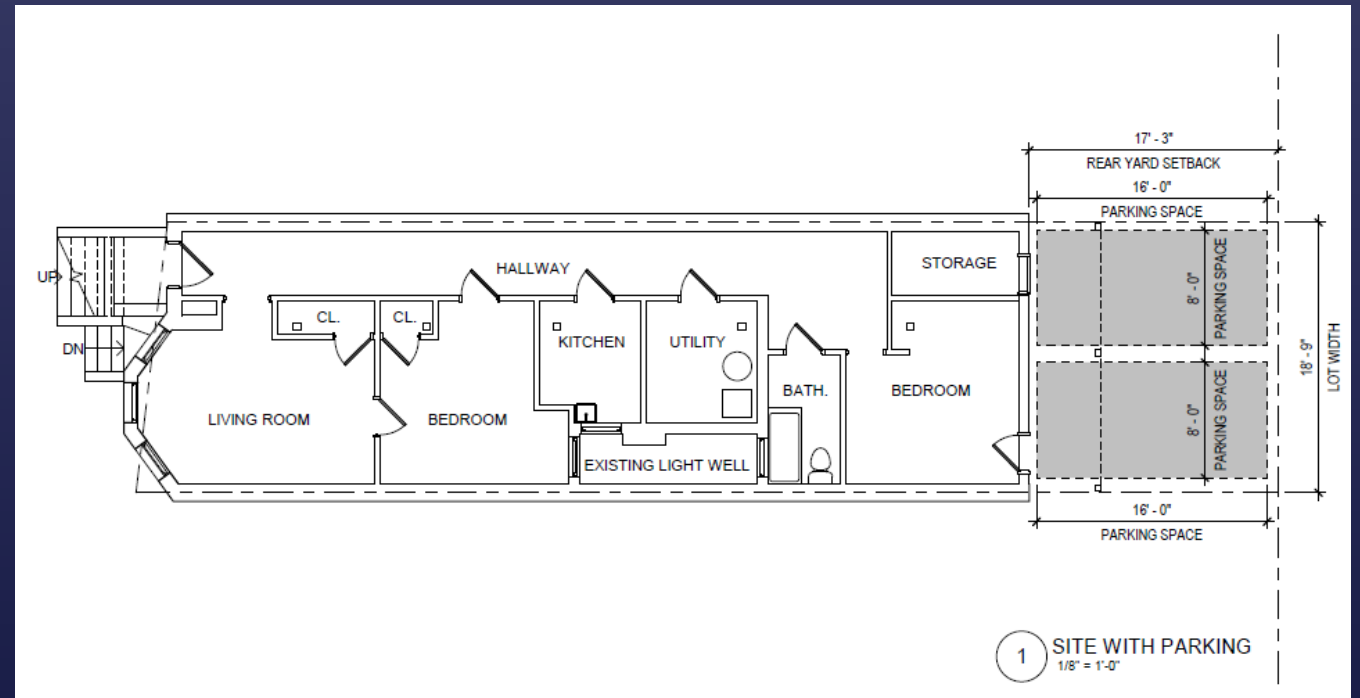 17' - 3"
REAR YARD SETBACK
16' - 0"
PARKING SPACE
UP
HALLWAY
STORAGE
8' - 0"
PARKING SPACE
CL.
CL.
KITCHEN
UTILITY
DN
18' - 9"
LOT WIDTH
LIVING ROOM
BEDROOM
BATH.
BEDROOM
8' - 0"
PARKING SPACE
EXISTING LIGHT WELL
16' - 0"
PARKING SPACE
1
SITE WITH PARKING
1/8" = 1'-0"